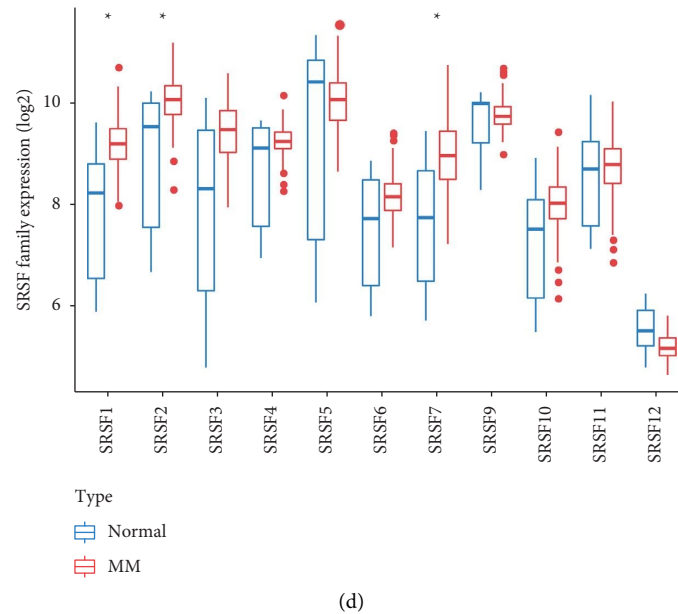 * * *
SRSF family expression (log2)
10
8
6
SRSF1 SRSF2 SRSF3 SRSF4 SRSF5 SRSF6 SRSF7 SRSF9 SRSF10 SRSF11 SRSF12
Type
Normal
MM
(d)